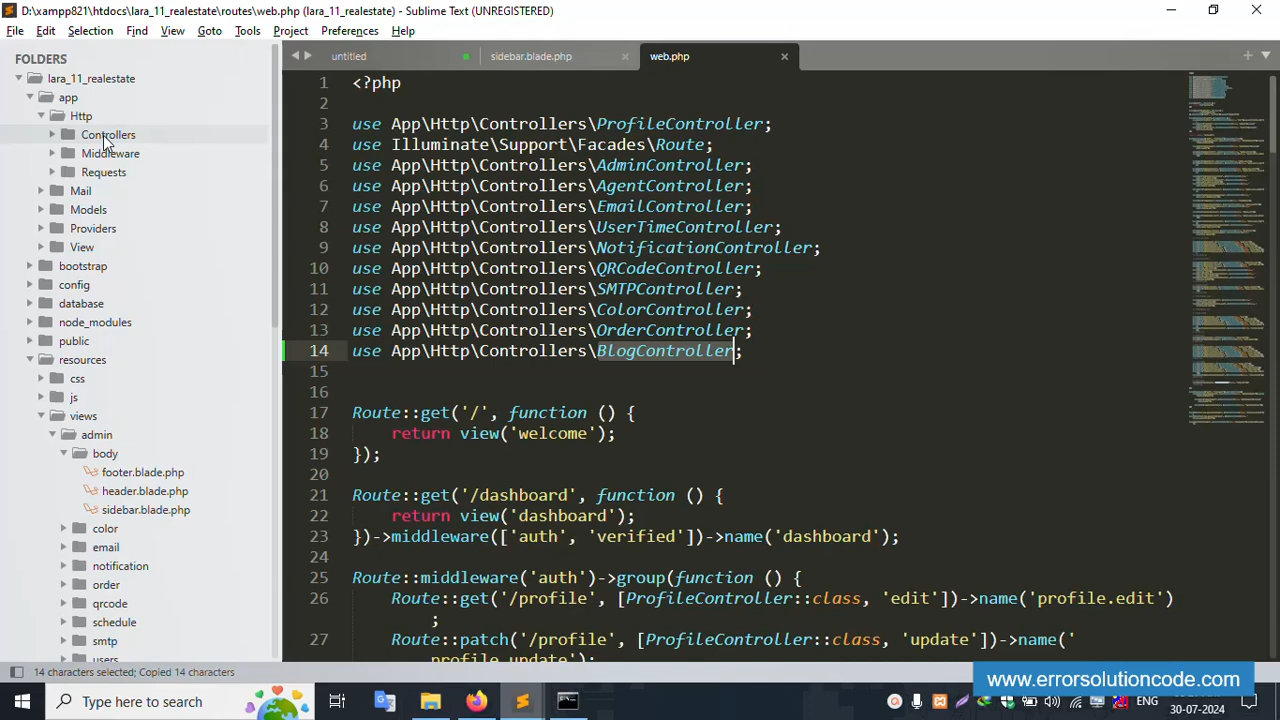 D:\xampp821\htdocs\lara_11_realestate\routes\web.php (lara_11_realestate) - Sublime Text (UNREGISTERED)
File Edit Selection Find View Goto Tools Project Preferences Help
FOLDERS
lara_11_realestate
app
Http
Controllers
Middleware
Requests
Mail
Models
Providers
View
bootstrap
config
database
node_modules
public
resources
css
js
views
admin
body
footer.blade.php
header.blade.php
sidebar.blade.php
color
email
notification
order
qrcode
schedule
smtp
users
untitled sidebar.blade.php web.php
1 <?php
2
3 use App\Http\Controllers\ProfileController;
4 use Illuminate\Support\Facades\Route;
5 use App\Http\Controllers\AdminController;
6 use App\Http\Controllers\AgentController;
7 use App\Http\Controllers\EmailController;
8 use App\Http\Controllers\UserTimeController;
9 use App\Http\Controllers\NotificationController;
10 use App\Http\Controllers\QRCodeController;
11 use App\Http\Controllers\SMTPController;
12 use App\Http\Controllers\ColorController;
13 use App\Http\Controllers\OrderController;
14 use App\Http\Controllers\BlogController;
15
16
17 Route::get('/', function () {
18 return view('welcome');
19 });
20
21 Route::get('/dashboard', function () {
22 return view('dashboard');
23 })->middleware(['auth', 'verified'])->name('dashboard');
24
25 Route::middleware('auth')->group(function () {
26 Route::get('/profile', [ProfileController::class, 'edit'])->name('profile.edit')
;
27 Route::patch('/profile', [ProfileController::class, 'update'])->name('
profile.update');
14 characters selected; Copied 14 characters
www.errorsolutioncode.com
Type here to search
ENG
30-07-2024